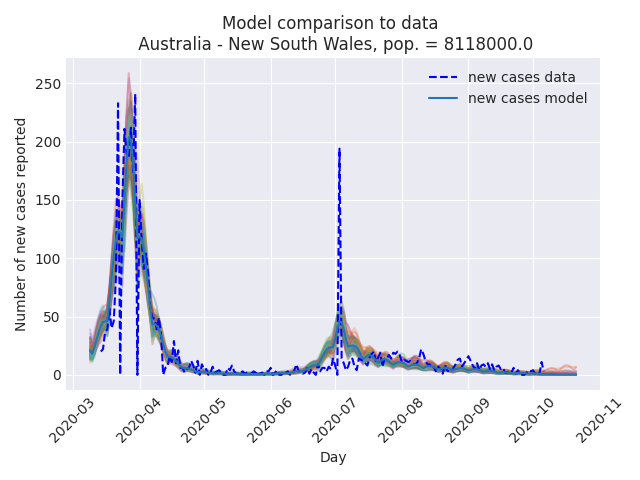 Model comparison to data
Australia - New South Wales, pop. = 8118000.0
new cases data
new cases model
Number of new cases reported
250
200
150
100
50
0
2020-03
2020-04
2020-05
2020-06
2020-07
2020-08
2020-09
2020-10
2020-11
Day